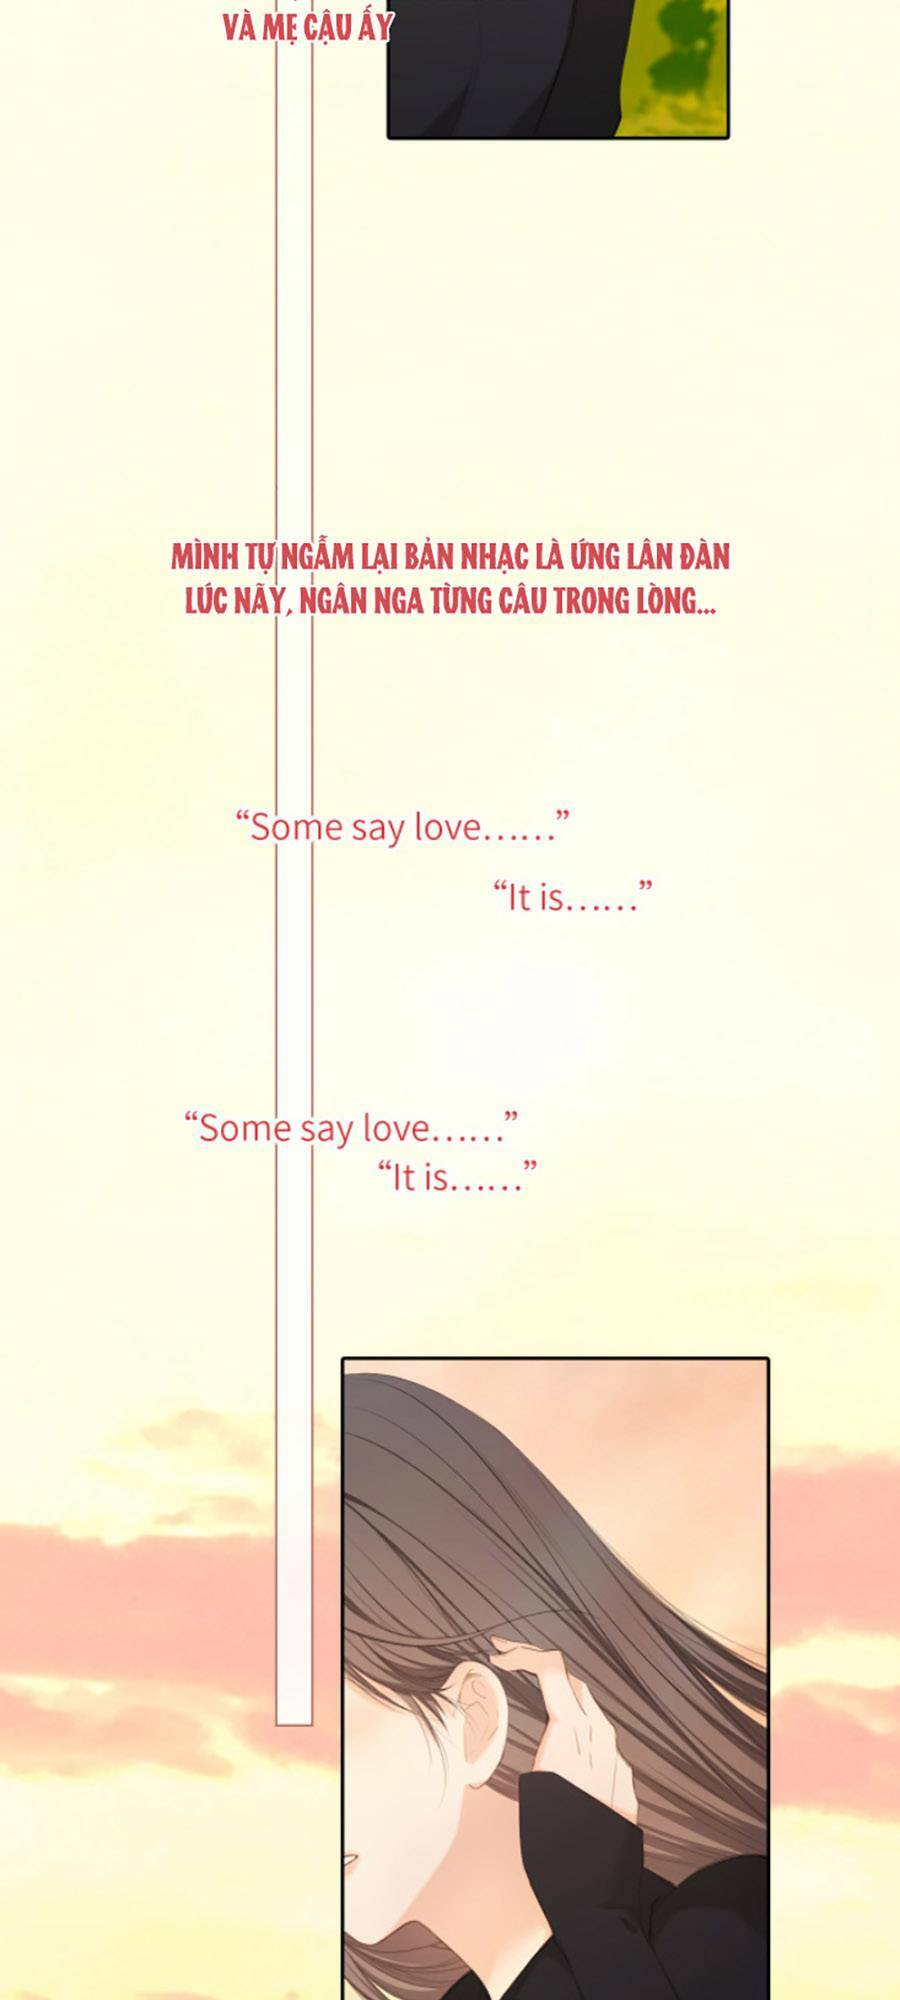 VÀ MẸ CẬU ẤY
MÌNH TỰ NGẪM LẠI BẢN NHẠC LÀ ỨNG LÂN ĐÀN
LÚC NÃY, NGÂN NGA TỪNG CÂU TRONG LÒNG...
“Some say love……”
“It is……”
“Some say love……”
“It is……”